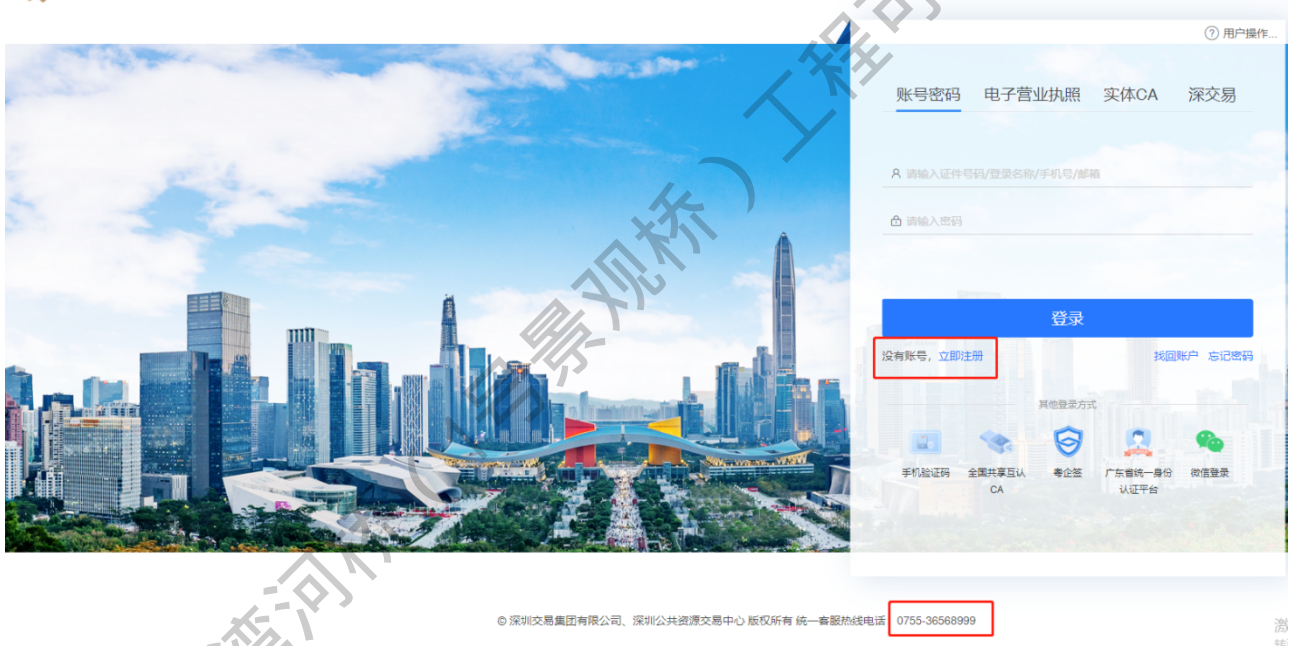 用户操作...
账号密码 电子营业执照 实体CA 深交易
请输入证件号码/登录名称/手机号/邮箱
请输入密码
登录
没有账号，立即注册 找回账户 忘记密码
其他登录方式
手机验证码 全国共享互认 粤企签 广东省统一身份 微信登录
CA 认证平台
© 深圳交易集团有限公司、深圳公共资源交易中心 版权所有 统一客服热线电话 0755-36568999
湾河桥（号景观桥）工程